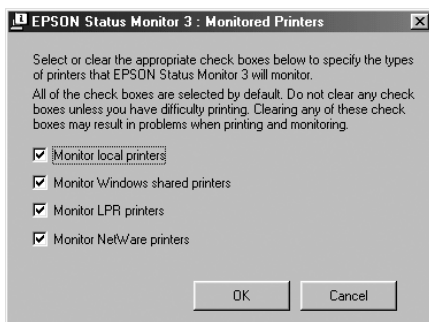 EPSON Status Monitor 3 : Monitored Printers
Select or clear the appropriate check boxes below to specify the types
of printers that EPSON Status Monitor 3 will monitor.
All of the check boxes are selected by default. Do not clear any check
boxes unless you have difficulty printing. Clearing any of these check
boxes may result in problems when printing and monitoring.
Monitor local printers
Monitor Windows shared printers
Monitor LPR printers
Monitor NetWare printers
OK
Cancel